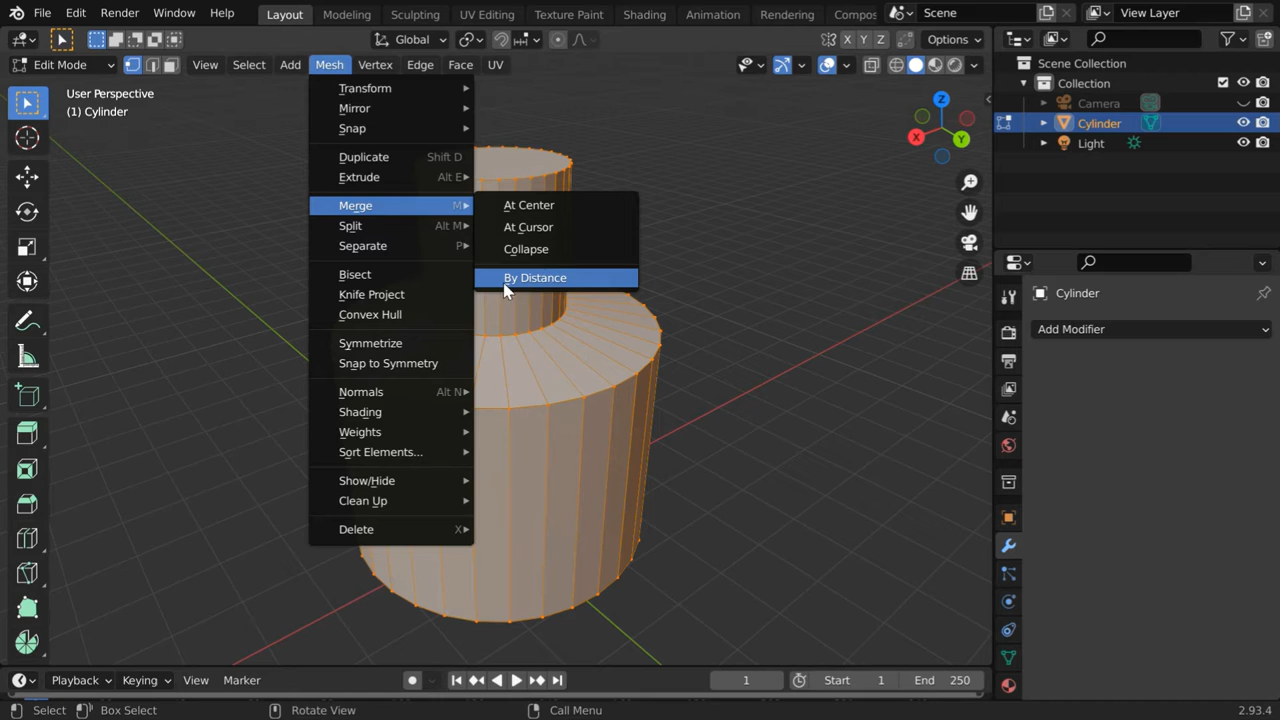 File Edit Render Window Help Layout Modeling Sculpting UV Editing Texture Paint Shading Animation Rendering Compos Scene View Layer
Global X Y Z Options
Edit Mode View Select Add Mesh Vertex Edge Face UV
User Perspective
(1) Cylinder
Transform
Mirror
Snap
Duplicate Shift D
Extrude Alt E
Merge M
Split Alt M
Separate P
Bisect
Knife Project
Convex Hull
Symmetrize
Snap to Symmetry
Normals Alt N
Shading
Weights
Sort Elements...
Show/Hide
Clean Up
Delete X
At Center
At Cursor
Collapse
By Distance
Z
X
Y
Scene Collection
Collection
Camera
Cylinder
Light
Cylinder
Add Modifier
Playback Keying View Marker 1 Start 1 End 250
Select Box Select Rotate View Call Menu 2.93.4